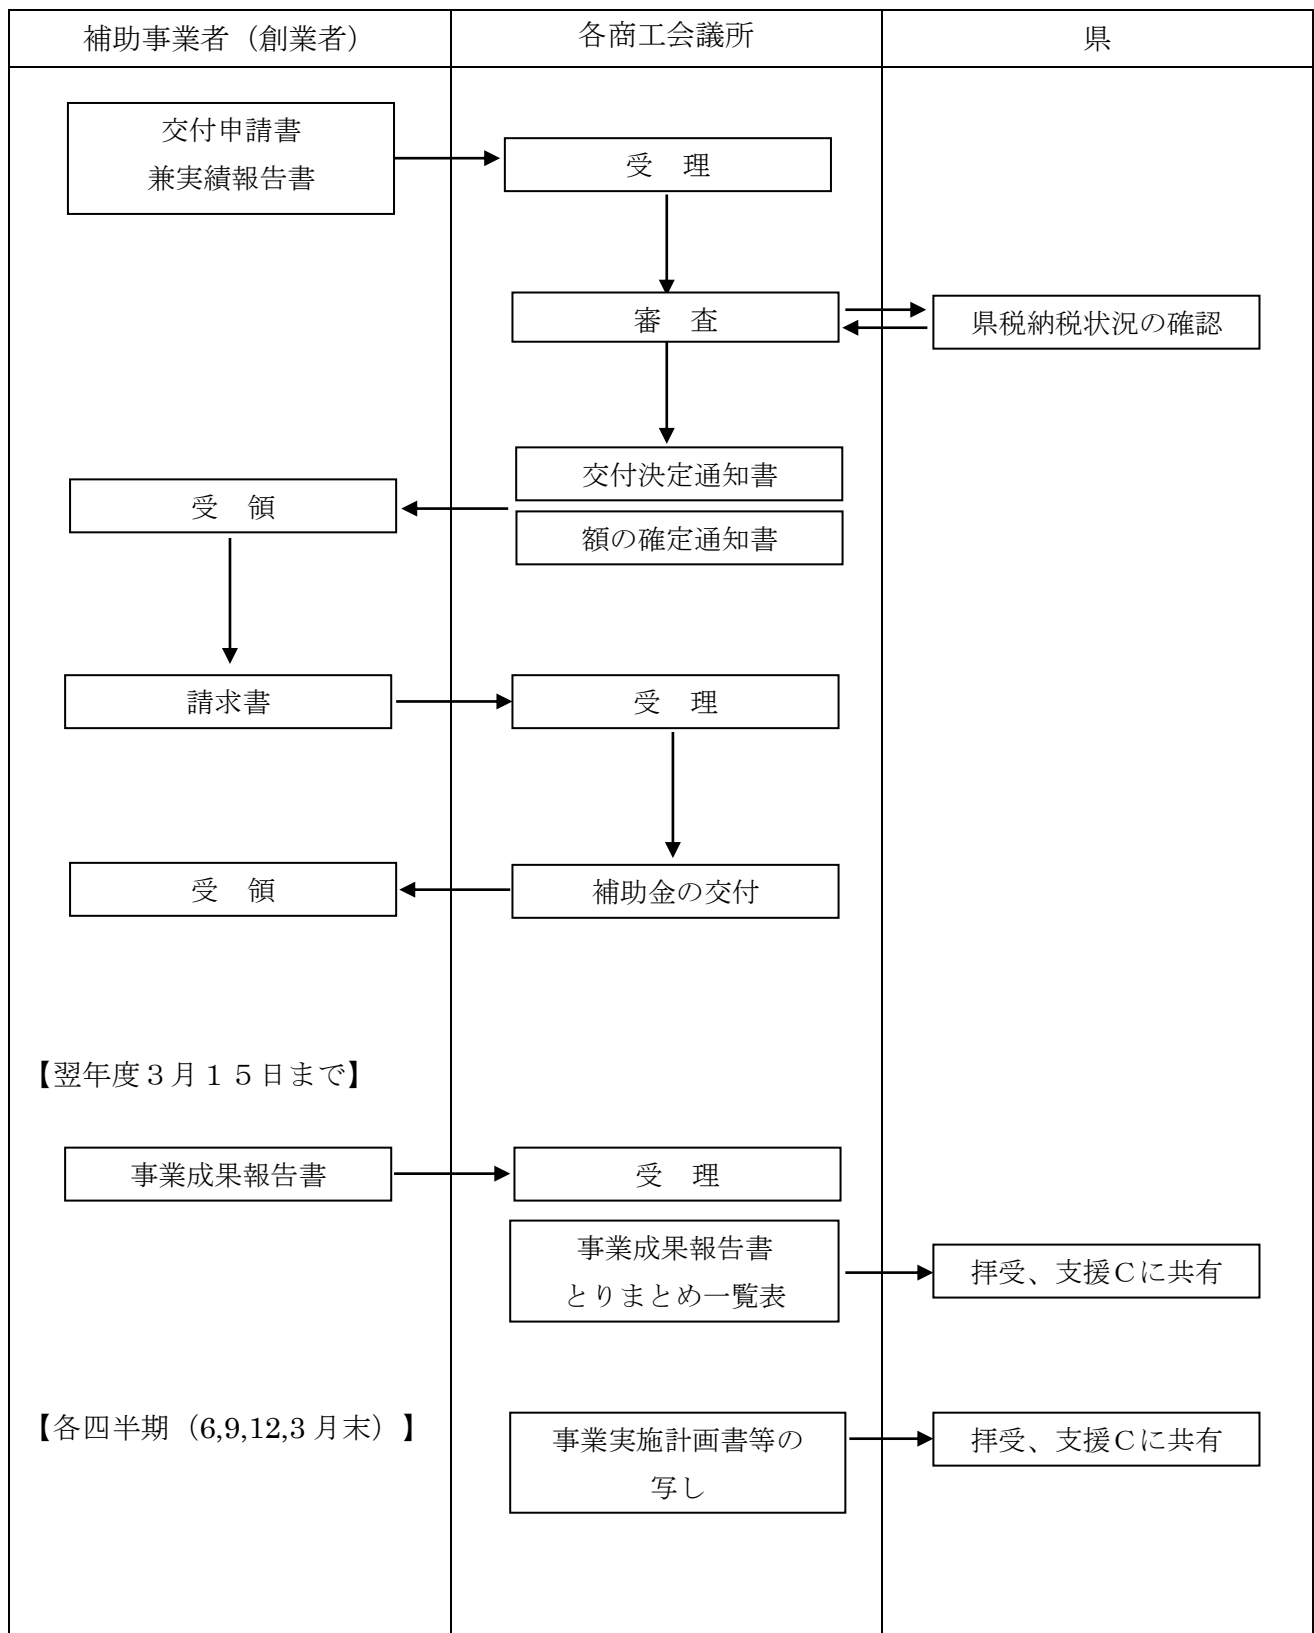 補助事業者（創業者）
各商工会議所
県
交付申請書
兼実績報告書
受　理
審　査
県税納税状況の確認
交付決定通知書
受　領
額の確定通知書
請求書
受　理
受　領
補助金の交付
【翌年度３月１５日まで】
事業成果報告書
受　理
事業成果報告書
とりまとめ一覧表
拝受、支援Ｃに共有
【各四半期（6,9,12,3 月末）】
事業実施計画書等の
写し
拝受、支援Ｃに共有